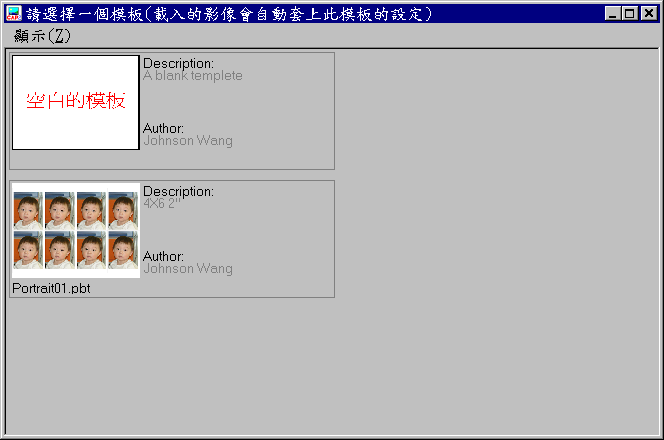 請選擇一個模板(載入的影像會自動套上此模板的設定)
顯示(Z)
空白的模板
Description:
A blank templete
Author:
Johnson Wang
Description:
4X6 2"
Author:
Johnson Wang
Portrait01.pbt